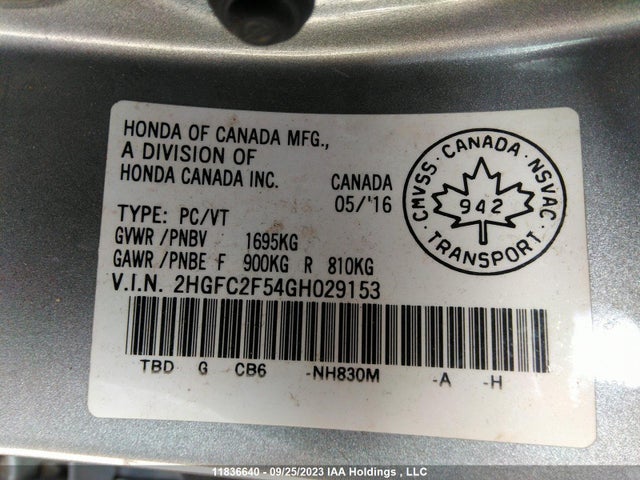 HONDA OF CANADA MFG.,
A DIVISION OF
HONDA CANADA INC.
CANADA
05/'16
TYPE: PC/VT
GVWR /PNBV 1695KG
GAWR /PNBE F 900KG R 810KG
V.I.N. 2HGFC2F54GH029153
TBD G CB6 -NH830M -A -H
CMVSS · CANADA · NSVAC
942
TRANSPORT
11836640 - 09/25/2023 IAA Holdings , LLC